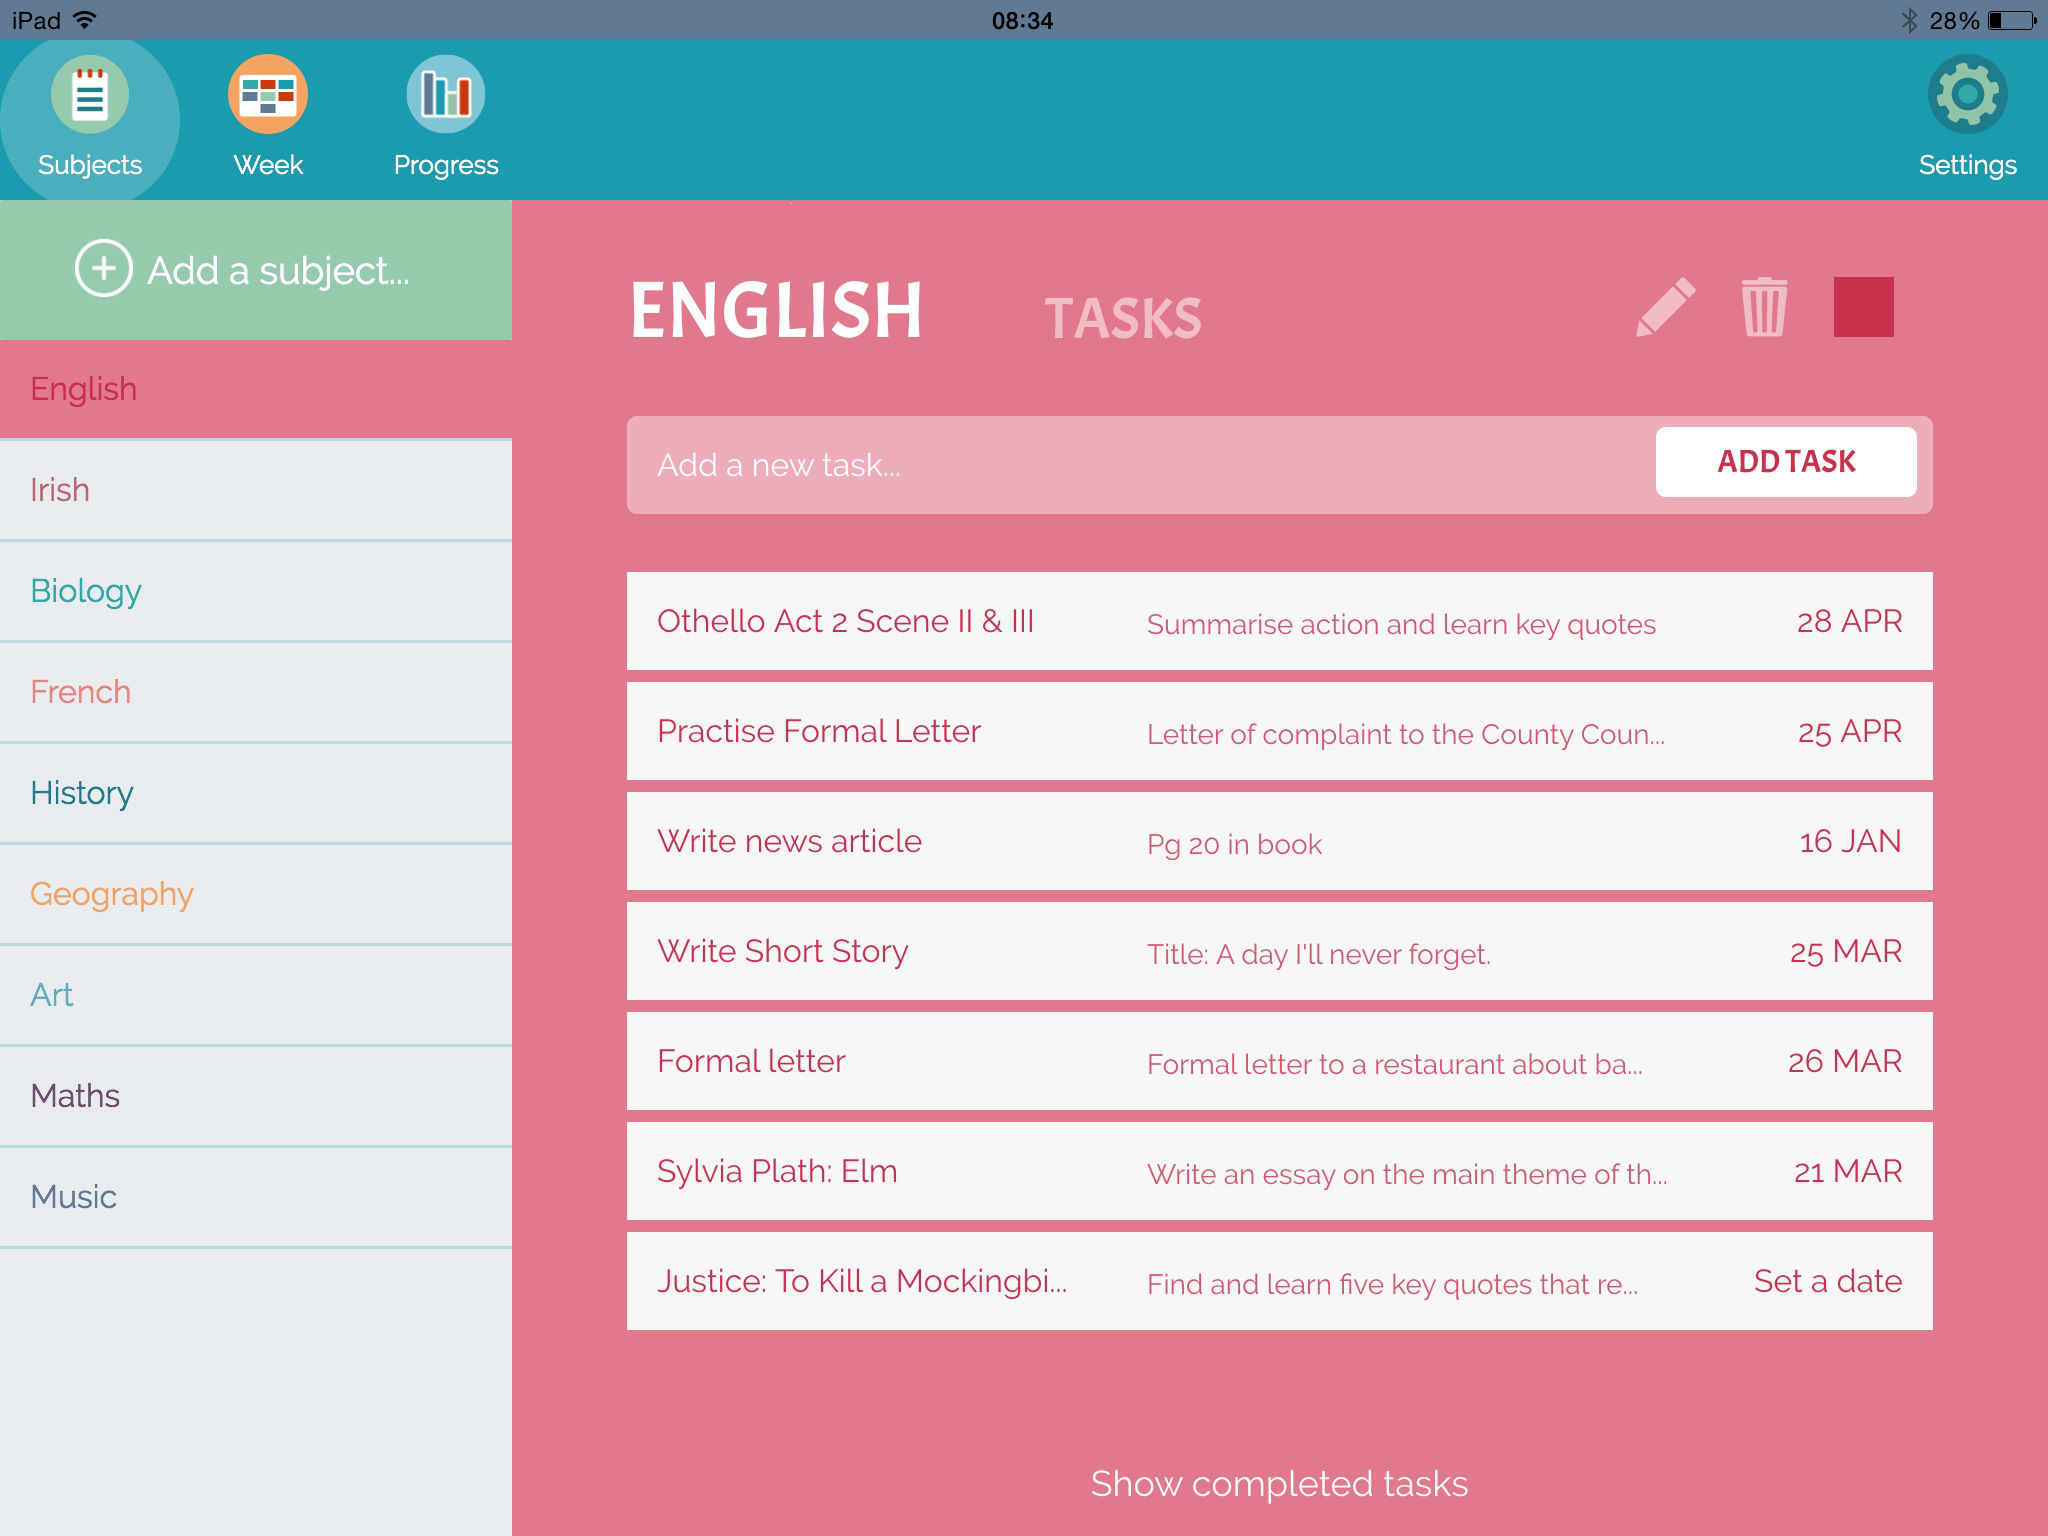 iPad 08:34 28%
Subjects Week Progress Settings
Add a subject...
English
Irish
Biology
French
History
Geography
Art
Maths
Music
ENGLISH TASKS
Add a new task... ADD TASK
Othello Act 2 Scene II & III Summarise action and learn key quotes 28 APR
Practise Formal Letter Letter of complaint to the County Coun... 25 APR
Write news article Pg 20 in book 16 JAN
Write Short Story Title: A day I'll never forget. 25 MAR
Formal letter Formal letter to a restaurant about ba... 26 MAR
Sylvia Plath: Elm Write an essay on the main theme of th... 21 MAR
Justice: To Kill a Mockingbi... Find and learn five key quotes that re... Set a date
Show completed tasks